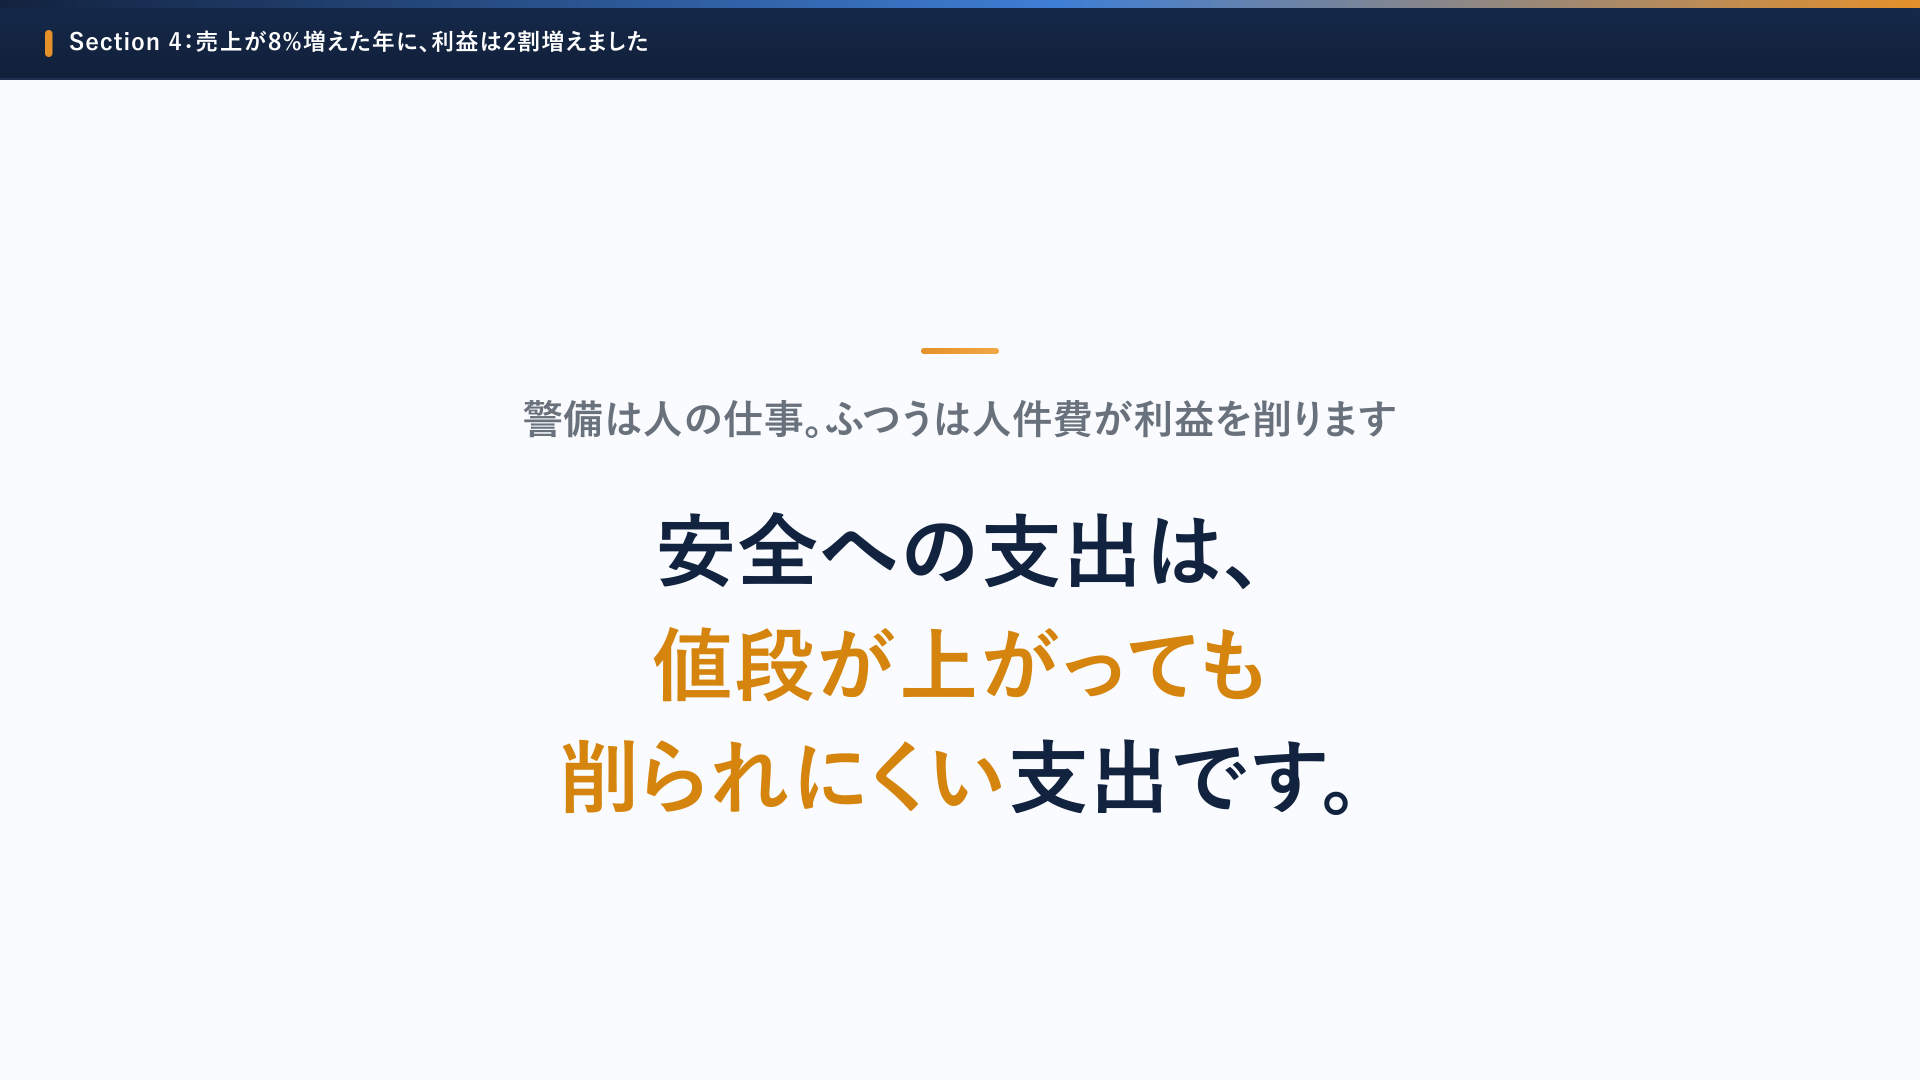 Section 4：売上が8%増えた年に、利益は2割増えました
警備は人の仕事。ふつうは人件費が利益を削ります
安全への支出は、
値段が上がっても
削られにくい支出です。